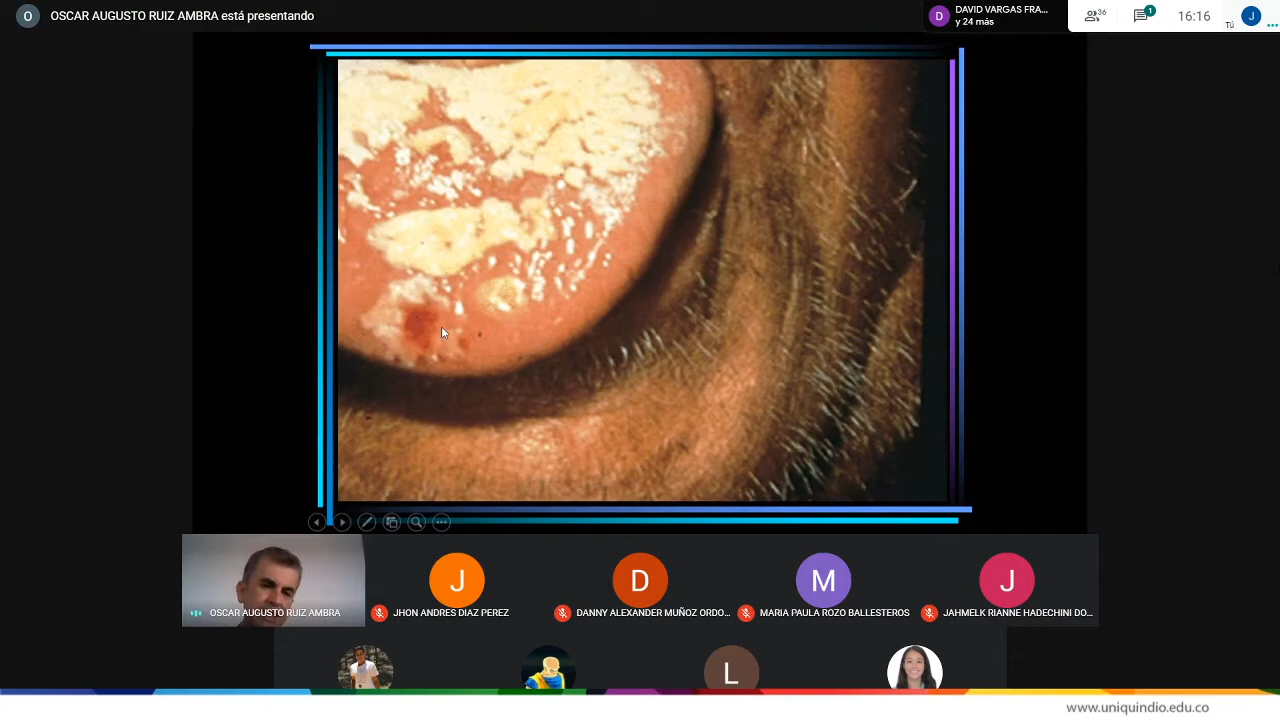 O OSCAR AUGUSTO RUIZ AMBRA está presentando
D DAVID VARGAS FRA...
y 24 más
36
1
16:16
Tú
J
J
D
M
J
OSCAR AUGUSTO RUIZ AMBRA
JHON ANDRES DIAZ PEREZ
DANNY ALEXANDER MUÑOZ ORDO...
MARIA PAULA ROZO BALLESTEROS
JAHMELK RIANNE HADECHINI DO...
L
www.uniquindio.edu.co